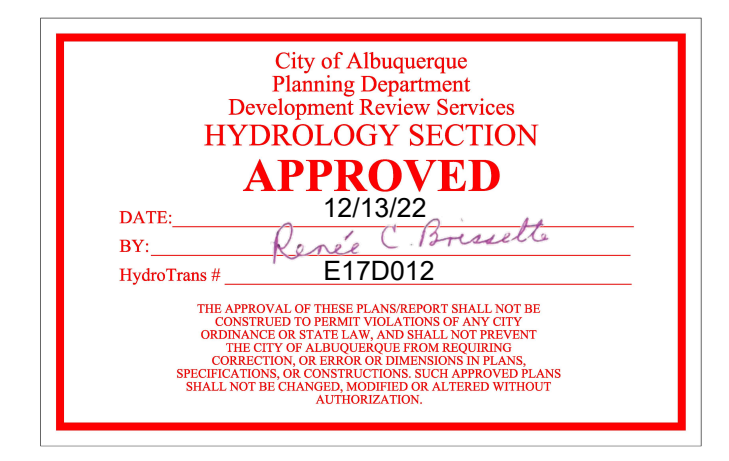 City of Albuquerque
Planning Department
Development Review Services
HYDROLOGY SECTION
APPROVED
DATE: 12/13/22
BY: Renée C. Brissette
HydroTrans # E17D012
THE APPROVAL OF THESE PLANS/REPORT SHALL NOT BE
CONSTRUED TO PERMIT VIOLATIONS OF ANY CITY
ORDINANCE OR STATE LAW, AND SHALL NOT PREVENT
THE CITY OF ALBUQUERQUE FROM REQUIRING
CORRECTION, OR ERROR OR DIMENSIONS IN PLANS,
SPECIFICATIONS, OR CONSTRUCTIONS. SUCH APPROVED PLANS
SHALL NOT BE CHANGED, MODIFIED OR ALTERED WITHOUT
AUTHORIZATION.